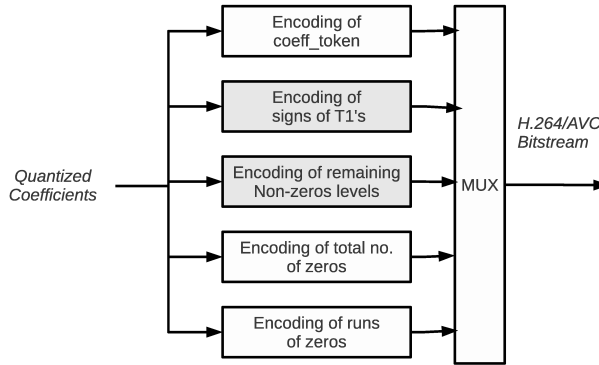 Encoding of
coeff_token
Encoding of
signs of T1's
H.264/AVC
Bitstream
Quantized
Coefficients
Encoding of remaining
Non-zeros levels
MUX
Encoding of total no.
of zeros
Encoding of runs
of zeros